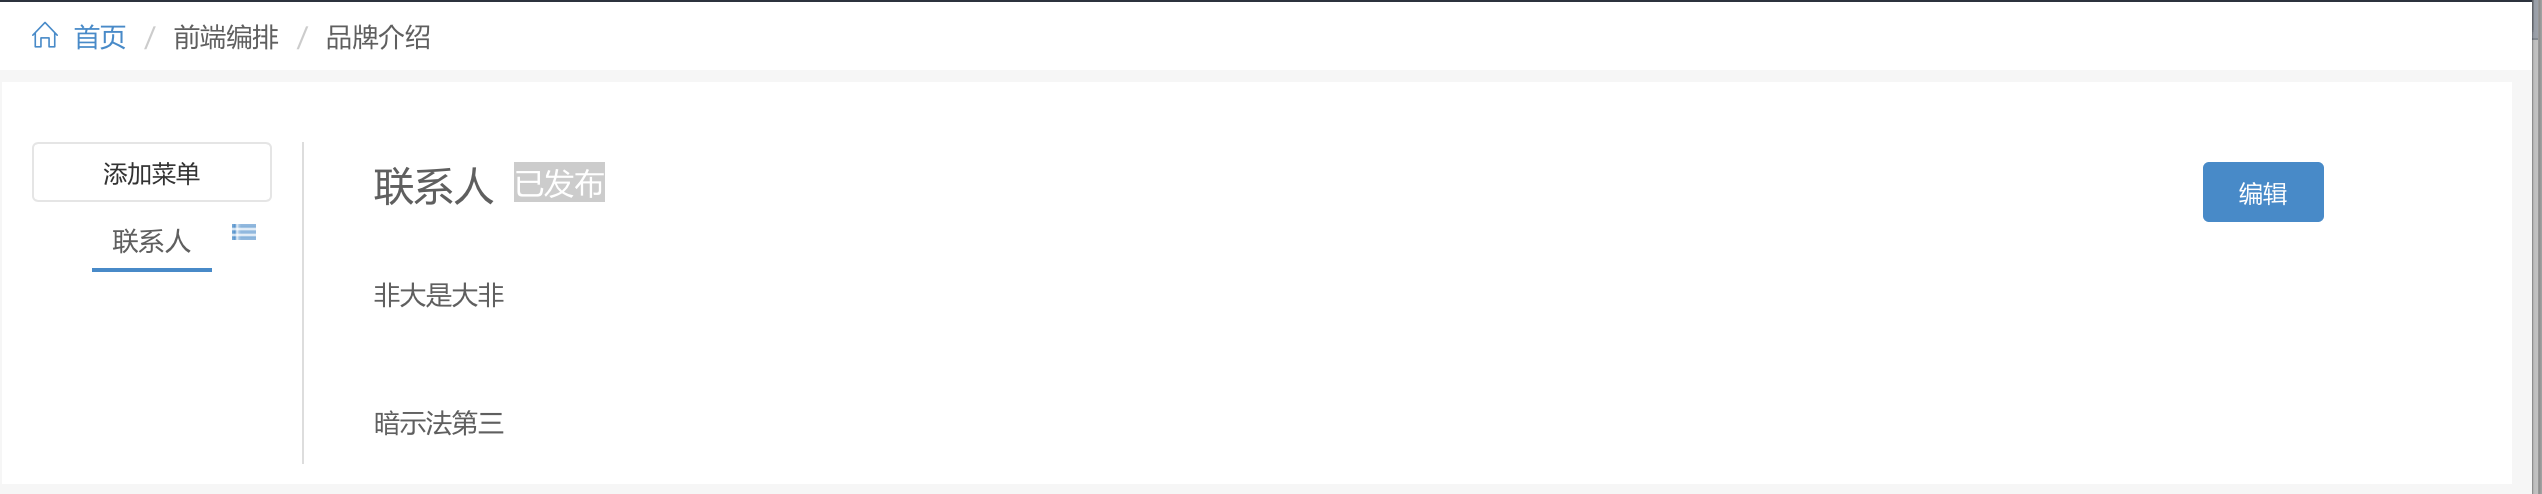 首页 / 前端编排 / 品牌介绍
添加菜单
联系人
联系人 已发布
编辑
非大是大非
暗示法第三